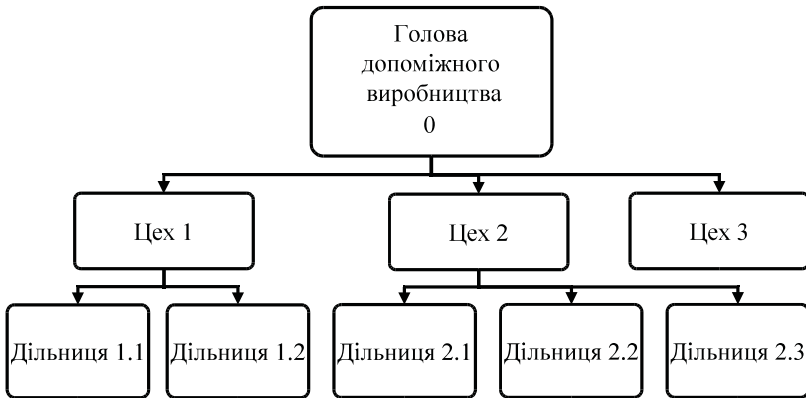 Голова
допоміжного
виробництва
0
Цех 1
Цех 2
Цех 3
Дільниця 1.1
Дільниця 1.2
Дільниця 2.1
Дільниця 2.2
Дільниця 2.3